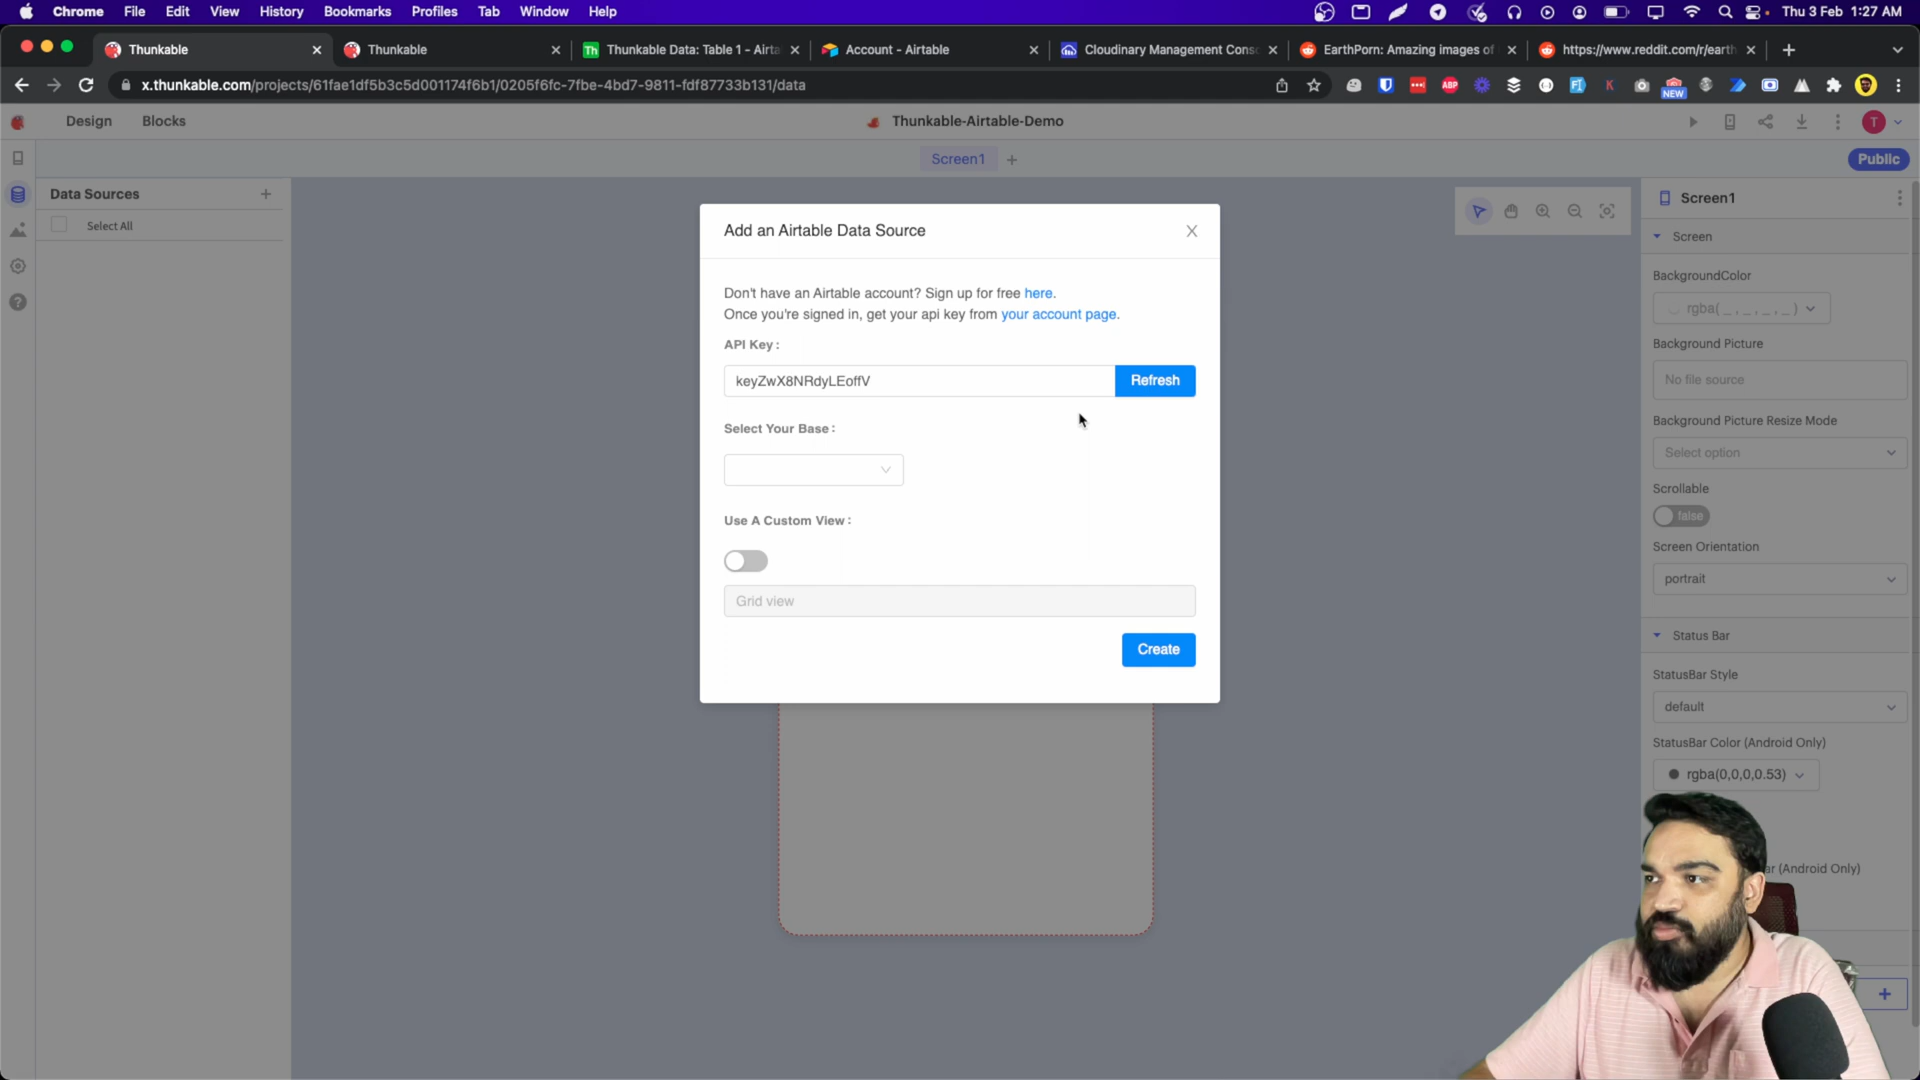 Chrome File Edit View History Bookmarks Profiles Tab Window Help Thu 3 Feb 1:27 AM
Thunkable Thunkable Thunkable Data: Table 1 - Airta Account - Airtable Cloudinary Management Cons EarthPorn: Amazing images of https://www.reddit.com/r/earth
x.thunkable.com/projects/61fae1df5b3c5d001174f6b1/0205f6fc-7fbe-4bd7-9811-fdf87733b131/data ABP K NEW
Design Blocks Thunkable-Airtable-Demo T
Screen1 Public
Data Sources
Select All
Add an Airtable Data Source
Don't have an Airtable account? Sign up for free here.
Once you're signed in, get your api key from your account page.
API Key :
keyZwX8NRdyLEoffV Refresh
Select Your Base :
Use A Custom View :
Grid view
Create
Screen1
Screen
BackgroundColor
rgba( _ , _ , _ , _ )
Background Picture
No file source
Background Picture Resize Mode
Select option
Scrollable
false
Screen Orientation
portrait
Status Bar
StatusBar Style
default
StatusBar Color (Android Only)
rgba(0,0,0,0.53)
ar (Android Only)